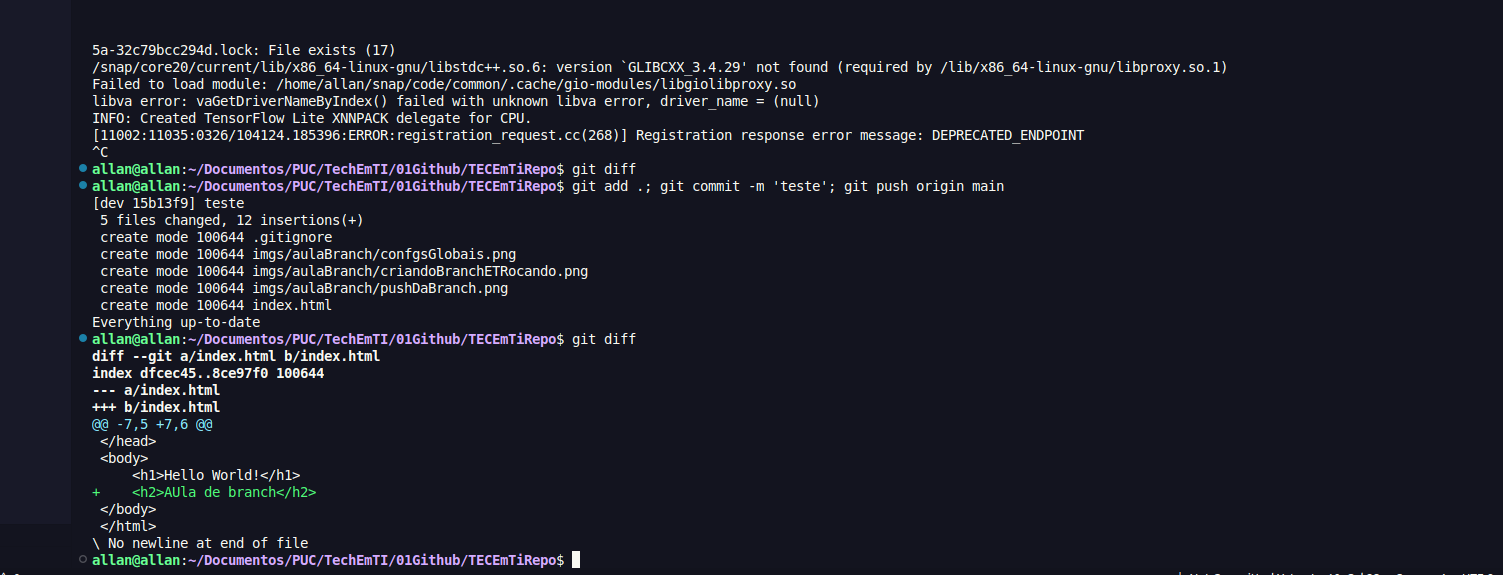 5a-32c79bcc294d.lock: File exists (17)
/snap/core20/current/lib/x86_64-linux-gnu/libstdc++.so.6: version `GLIBCXX_3.4.29' not found (required by /lib/x86_64-linux-gnu/libproxy.so.1)
Failed to load module: /home/allan/snap/code/common/.cache/gio-modules/libgiolibproxy.so
libva error: vaGetDriverNameByIndex() failed with unknown libva error, driver_name = (null)
INFO: Created TensorFlow Lite XNNPACK delegate for CPU.
[11002:11035:0326/104124.185396:ERROR:registration_request.cc(268)] Registration response error message: DEPRECATED_ENDPOINT
^C
allan@allan:~/Documentos/PUC/TechEmTI/01Github/TECEmTiRepo$ git diff
allan@allan:~/Documentos/PUC/TechEmTI/01Github/TECEmTiRepo$ git add .; git commit -m 'teste'; git push origin main
[dev 15b13f9] teste
 5 files changed, 12 insertions(+)
 create mode 100644 .gitignore
 create mode 100644 imgs/aulaBranch/confgsGlobais.png
 create mode 100644 imgs/aulaBranch/criandoBranchETRocando.png
 create mode 100644 imgs/aulaBranch/pushDaBranch.png
 create mode 100644 index.html
Everything up-to-date
allan@allan:~/Documentos/PUC/TechEmTI/01Github/TECEmTiRepo$ git diff
diff --git a/index.html b/index.html
index dfcec45..8ce97f0 100644
--- a/index.html
+++ b/index.html
@@ -7,5 +7,6 @@
 </head>
 <body>
     <h1>Hello World!</h1>
+    <h2>AUla de branch</h2>
 </body>
 </html>
\ No newline at end of file
allan@allan:~/Documentos/PUC/TechEmTI/01Github/TECEmTiRepo$